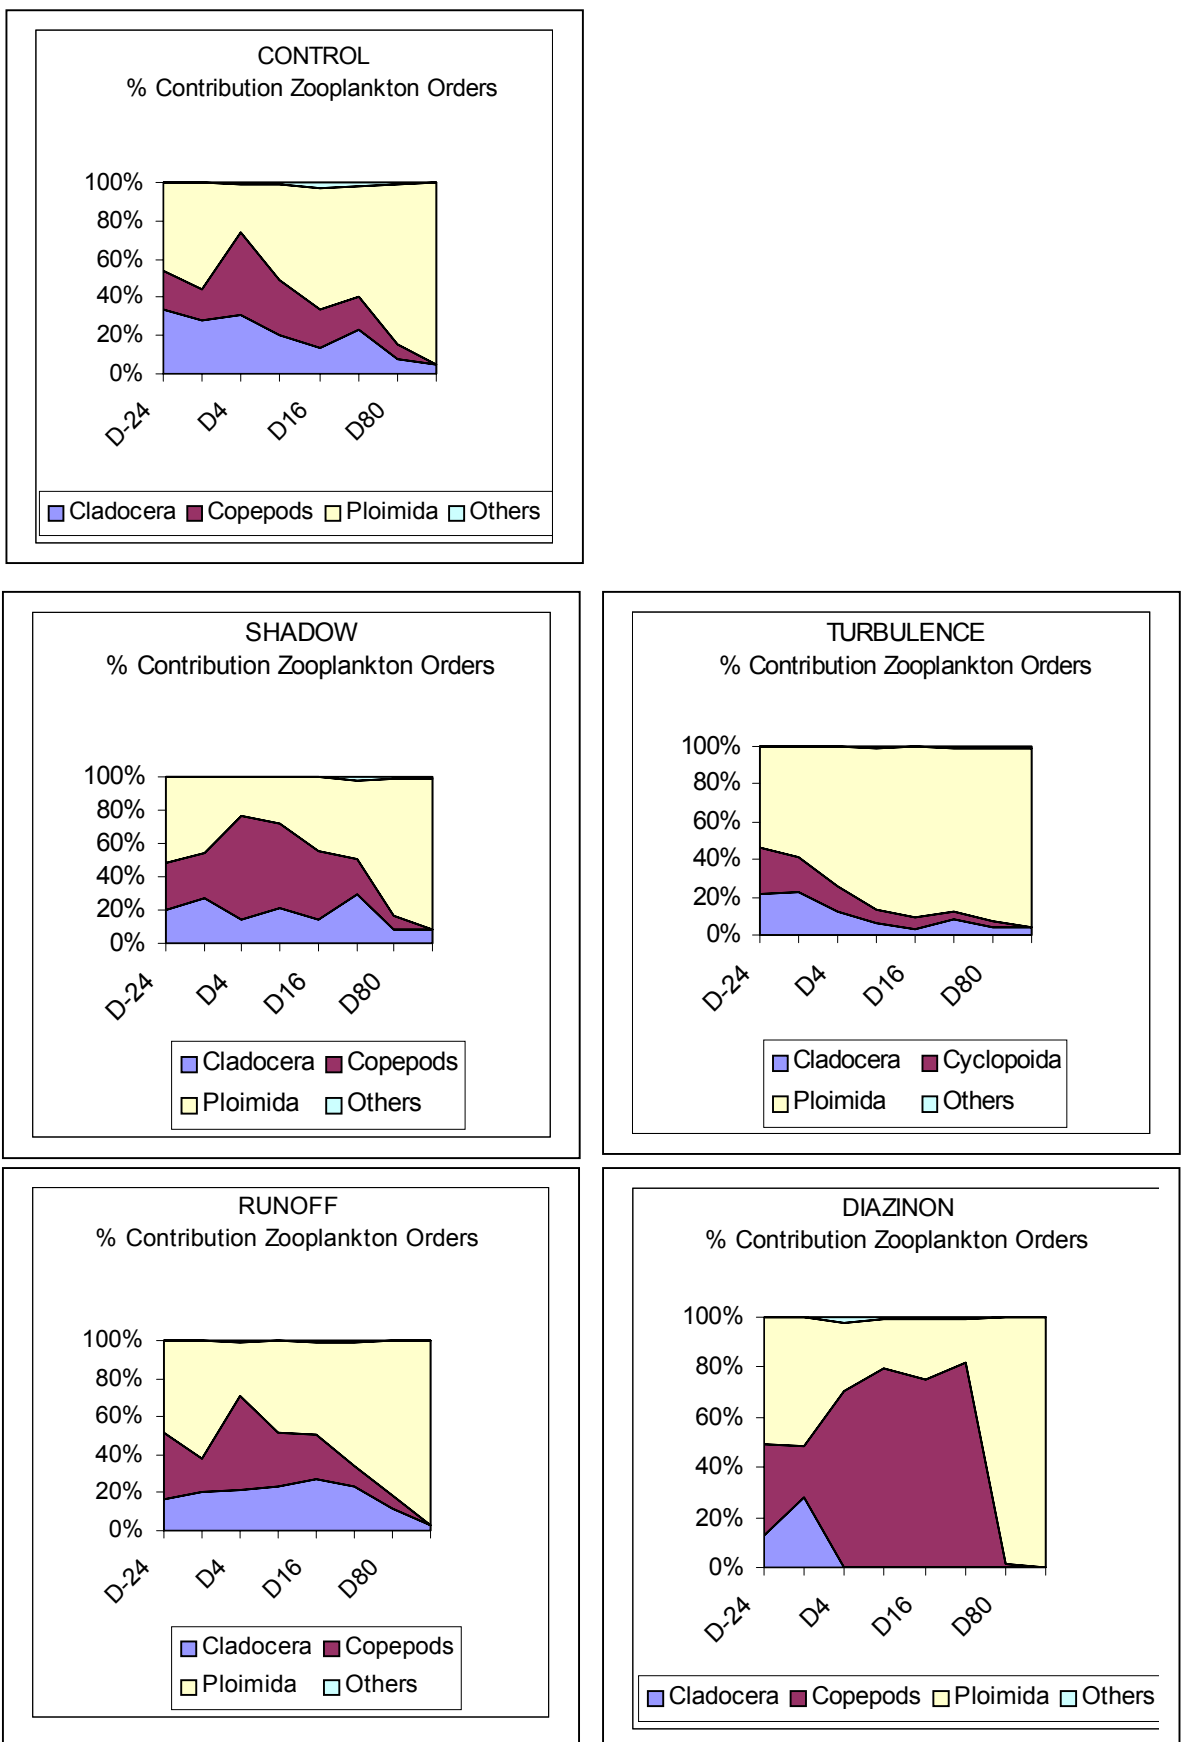 CONTROL
% Contribution Zooplankton Orders
100%
80%
60%
40%
20%
0%
D-24 D4 D16 D80
Cladocera Copepods Ploimida Others
SHADOW
% Contribution Zooplankton Orders
100%
80%
60%
40%
20%
0%
D-24 D4 D16 D80
Cladocera Copepods
Ploimida Others
TURBULENCE
% Contribution Zooplankton Orders
100%
80%
60%
40%
20%
0%
D-24 D4 D16 D80
Cladocera Cyclopoida
Ploimida Others
RUNOFF
% Contribution Zooplankton Orders
100%
80%
60%
40%
20%
0%
D-24 D4 D16 D80
Cladocera Copepods
Ploimida Others
DIAZINON
% Contribution Zooplankton Orders
100%
80%
60%
40%
20%
0%
D-24 D4 D16 D80
Cladocera Copepods Ploimida Others